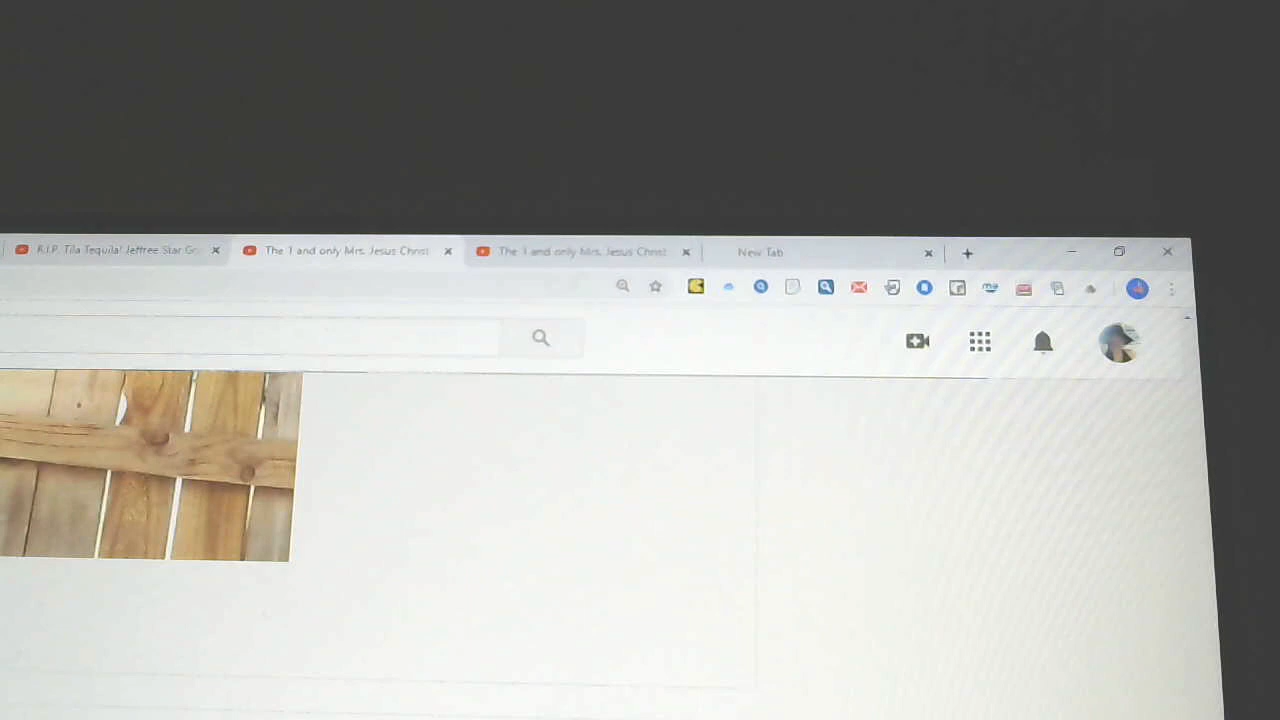 R.I.P. Tila Tequila! Jeffree Star Gr
The 1 and only Mrs. Jesus Christ
The 1 and only Mrs. Jesus Christ
New Tab